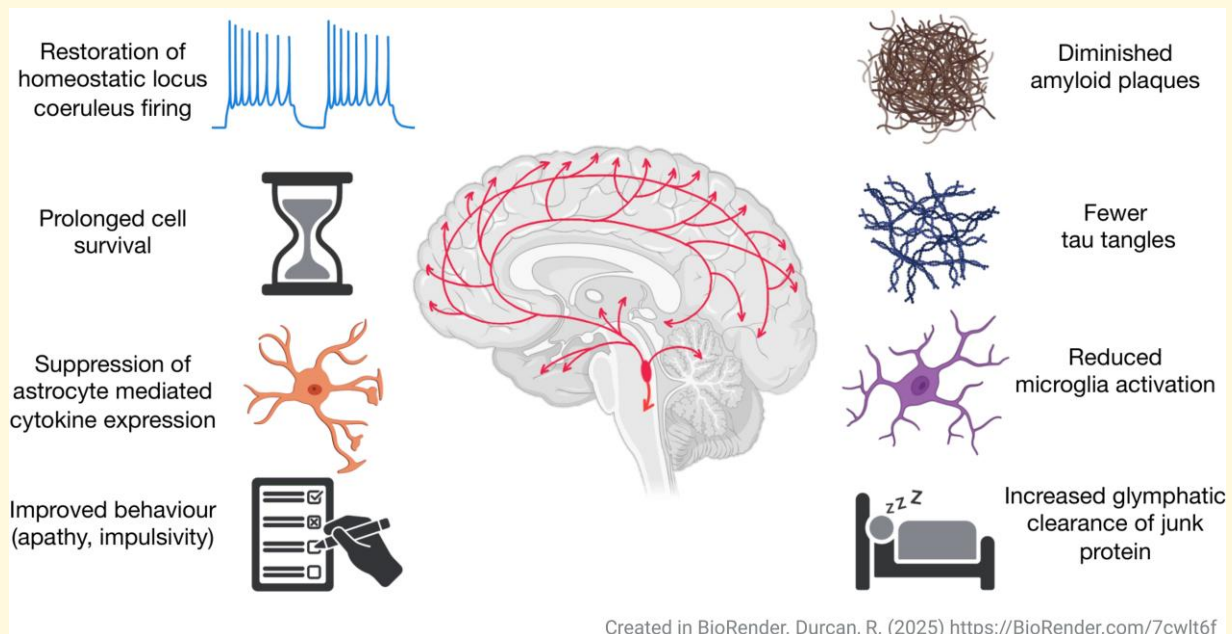 Restoration of
homeostatic locus
coeruleus firing
Diminished
amyloid plaques
Prolonged cell
survival
Fewer
tau tangles
Suppression of
astrocyte mediated
cytokine expression
Reduced
microglia activation
Improved behaviour
(apathy, impulsivity)
z z Z
Increased glymphatic
clearance of junk
protein
Created in BioRender. Durcan, R. (2025) https://BioRender.com/7cwlt6f